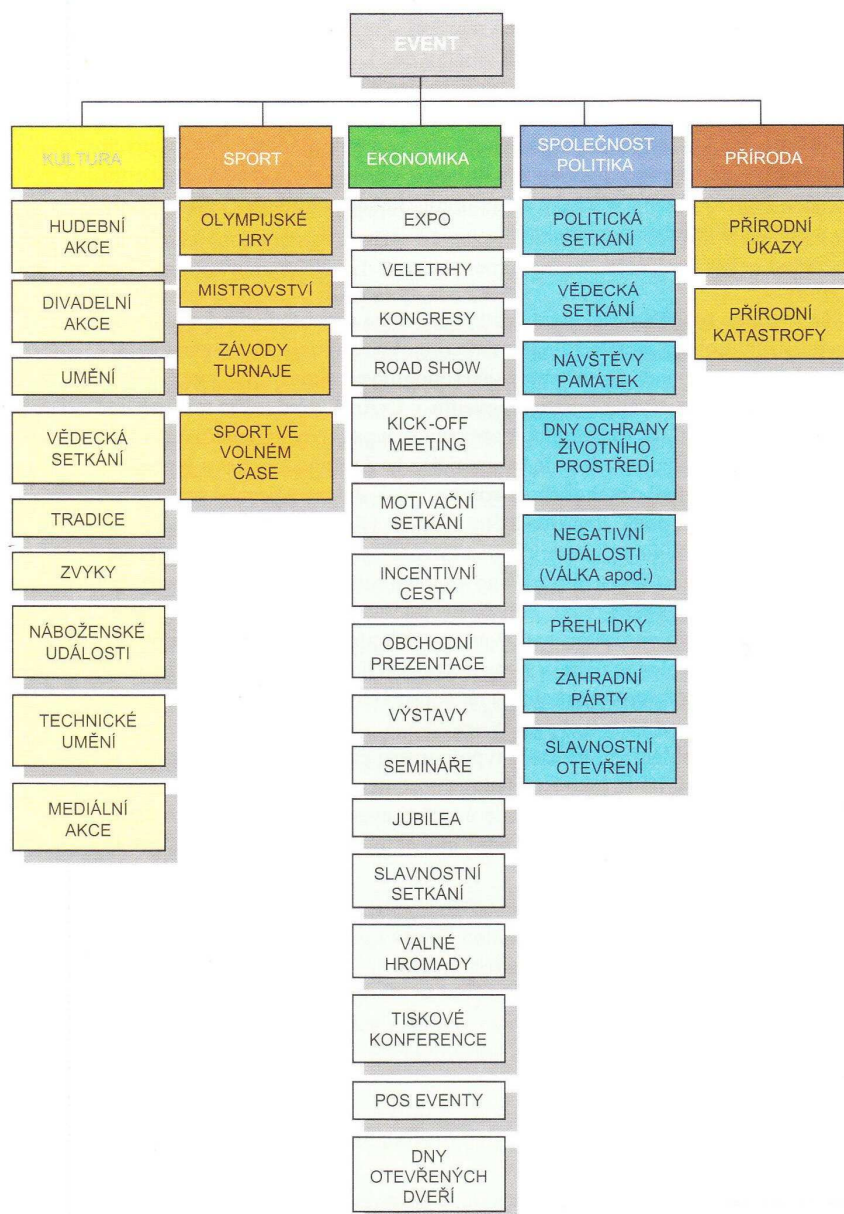 EVENT
KULTURA
HUDEBNÍ
AKCE
DIVADELNÍ
AKCE
UMĚNÍ
VĚDECKÁ
SETKÁNÍ
TRADICE
ZVYKY
NÁBOŽENSKÉ
UDÁLOSTI
TECHNICKÉ
UMĚNÍ
MEDIÁLNÍ
AKCE
SPORT
OLYMPIJSKÉ
HRY
MISTROVSTVÍ
ZÁVODY
TURNAJE
SPORT VE
VOLNÉM
ČASE
EKONOMIKA
EXPO
VELETRHY
KONGRESY
ROAD SHOW
KICK-OFF
MEETING
MOTIVAČNÍ
SETKÁNÍ
INCENTIVNÍ
CESTY
OBCHODNÍ
PREZENTACE
VÝSTAVY
SEMINÁŘE
JUBILEA
SLAVNOSTNÍ
SETKÁNÍ
VALNÉ
HROMADY
TISKOVÉ
KONFERENCE
POS EVENTY
DNY
OTEVŘENÝCH
DVEŘÍ
SPOLEČNOST
POLITIKA
POLITICKÁ
SETKÁNÍ
VĚDECKÁ
SETKÁNÍ
NÁVŠTĚVY
PAMÁTEK
DNY OCHRANY
ŽIVOTNÍHO
PROSTŘEDÍ
NEGATIVNÍ
UDÁLOSTI
(VÁLKA apod.)
PŘEHLÍDKY
ZAHRADNÍ
PÁRTY
SLAVNOSTNÍ
OTEVŘENÍ
PŘÍRODA
PŘÍRODNÍ
ÚKAZY
PŘÍRODNÍ
KATASTROFY